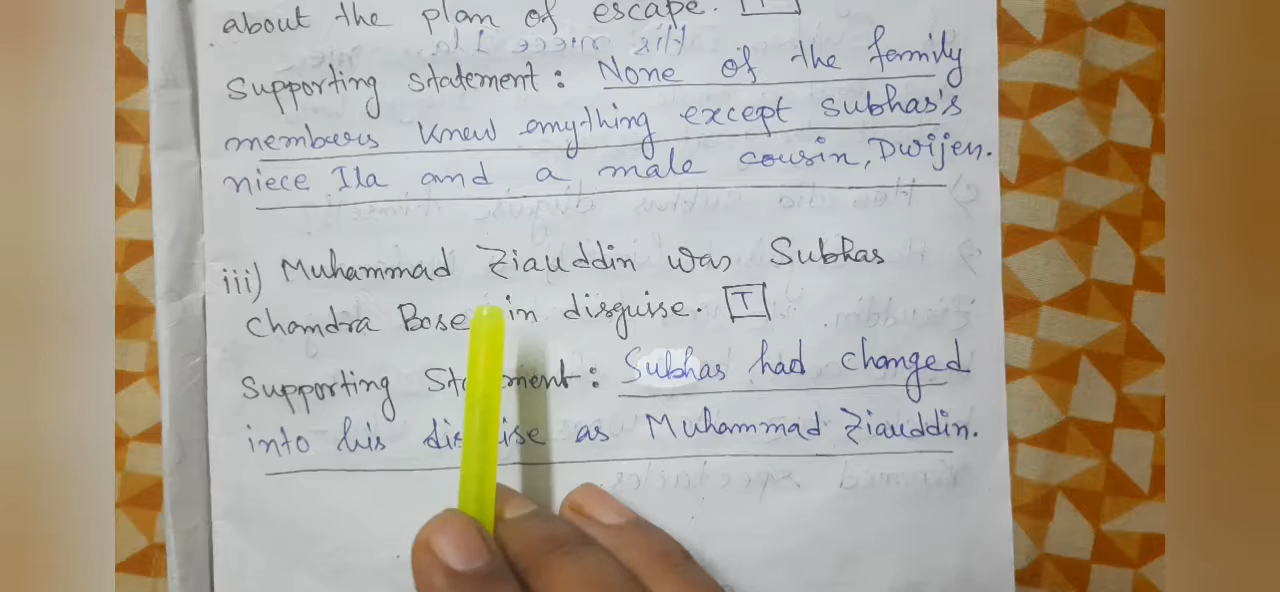 about the plan of escape.
Supporting statement: None of the family
members knew anything except subhas's
niece Ila and a male cousin, Dwijen.
iii) Muhammad Ziauddin was Subhas
Chandra Bose in disguise. T
Supporting Statement: Subhas had changed
into his disguise as Muhammad Ziauddin.